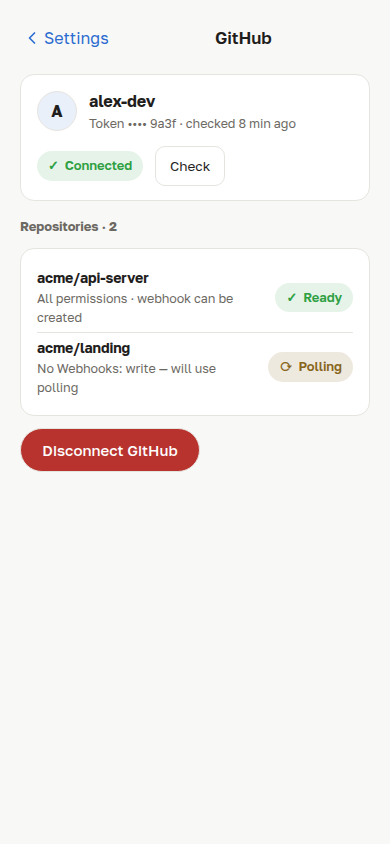 Settings
GitHub
A
alex-dev
Token •••• 9a3f · checked 8 min ago
✓ Connected
Check
Repositories · 2
acme/api-server
All permissions · webhook can be
created
✓ Ready
acme/landing
No Webhooks: write — will use
polling
⟳ Polling
Disconnect GitHub